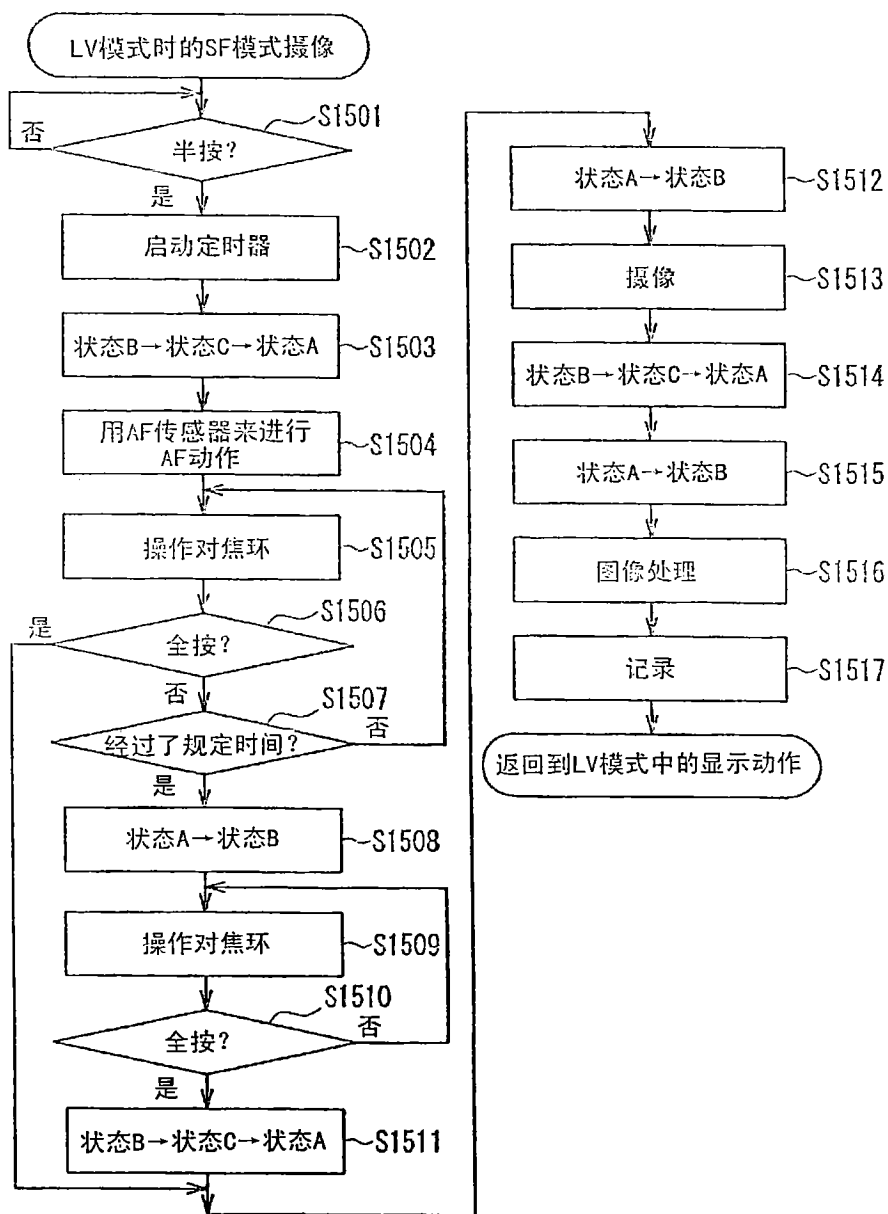 LV模式时的SF模式摄像
S1501
否
半按?
是
启动定时器
S1502
状态B→状态C→状态A
S1503
用AF传感器来进行
AF动作
S1504
操作对焦环
S1505
S1506
是
全按?
否
S1507
否
经过了规定时间?
是
状态A→状态B
S1508
操作对焦环
S1509
S1510
否
全按?
是
状态B→状态C→状态A
S1511
状态A→状态B
S1512
摄像
S1513
状态B→状态C→状态A
S1514
状态A→状态B
S1515
图像处理
S1516
记录
S1517
返回到LV模式中的显示动作